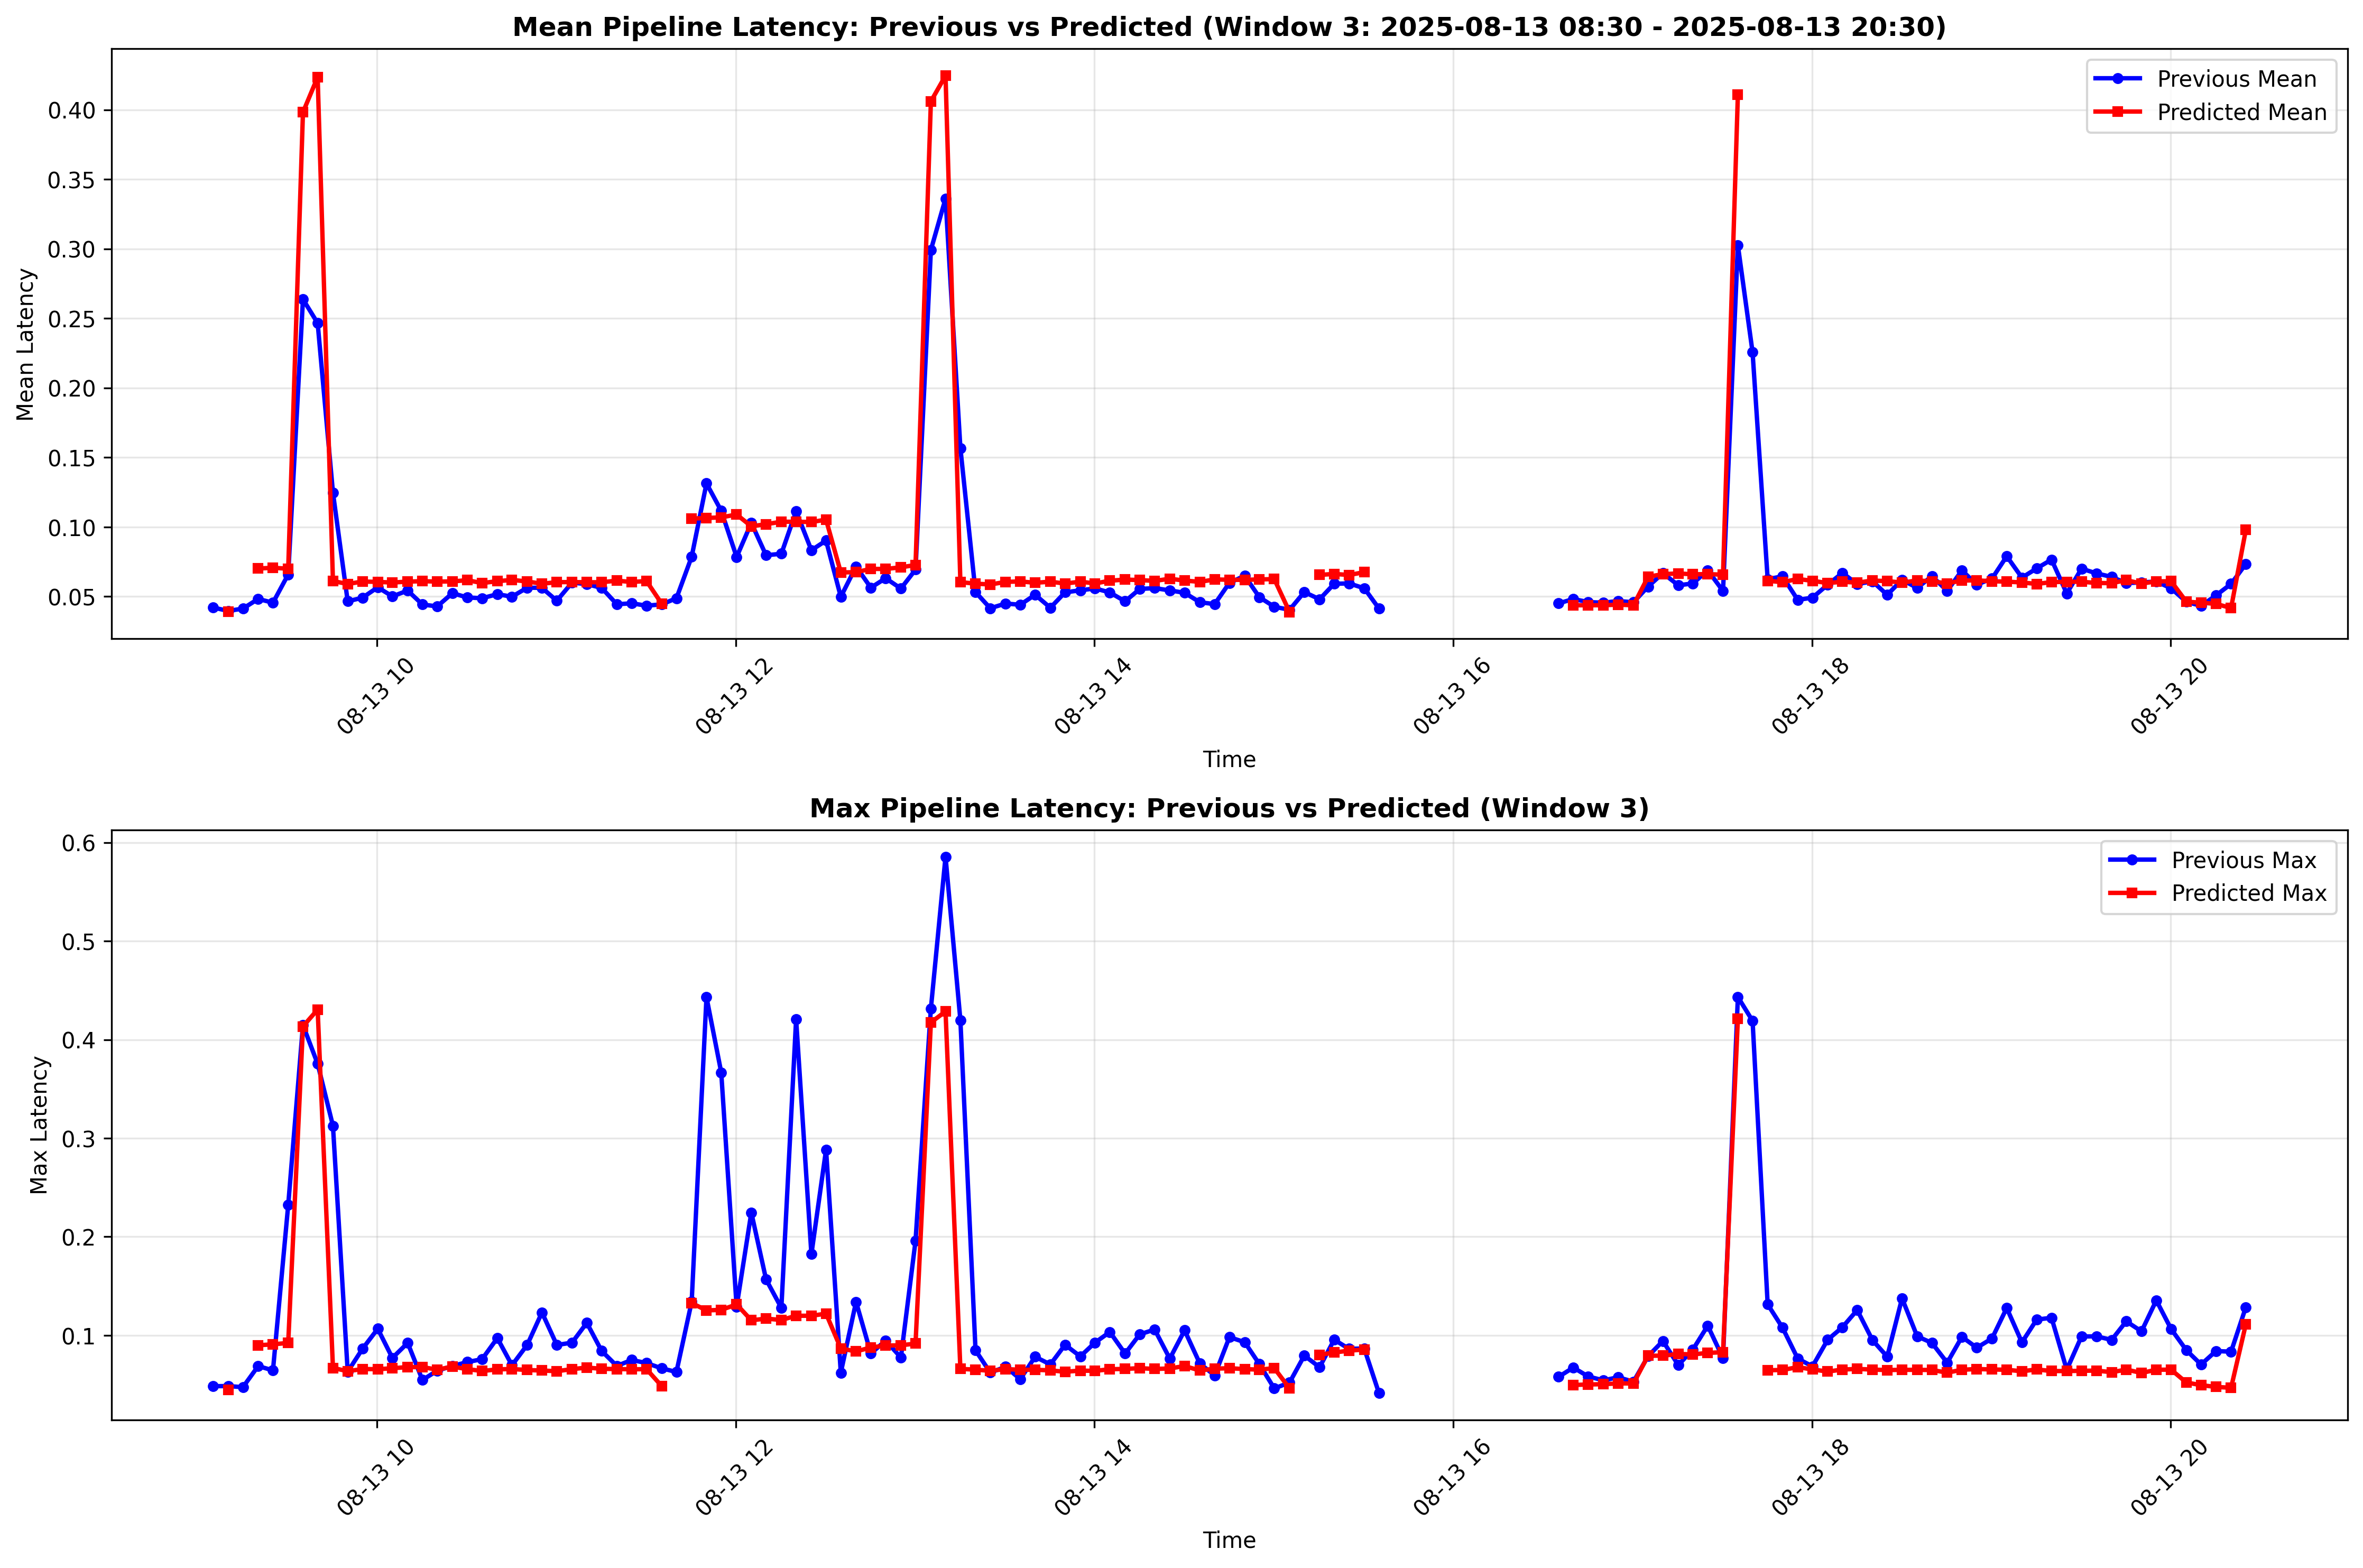 Mean Pipeline Latency: Previous vs Predicted (Window 3: 2025-08-13 08:30 - 2025-08-13 20:30)
Previous Mean
Predicted Mean
Mean Latency
0.40
0.35
0.30
0.25
0.20
0.15
0.10
0.05
08-13 10
08-13 12
08-13 14
08-13 16
08-13 18
08-13 20
Time
Max Pipeline Latency: Previous vs Predicted (Window 3)
Previous Max
Predicted Max
Max Latency
0.6
0.5
0.4
0.3
0.2
0.1
08-13 10
08-13 12
08-13 14
08-13 16
08-13 18
08-13 20
Time